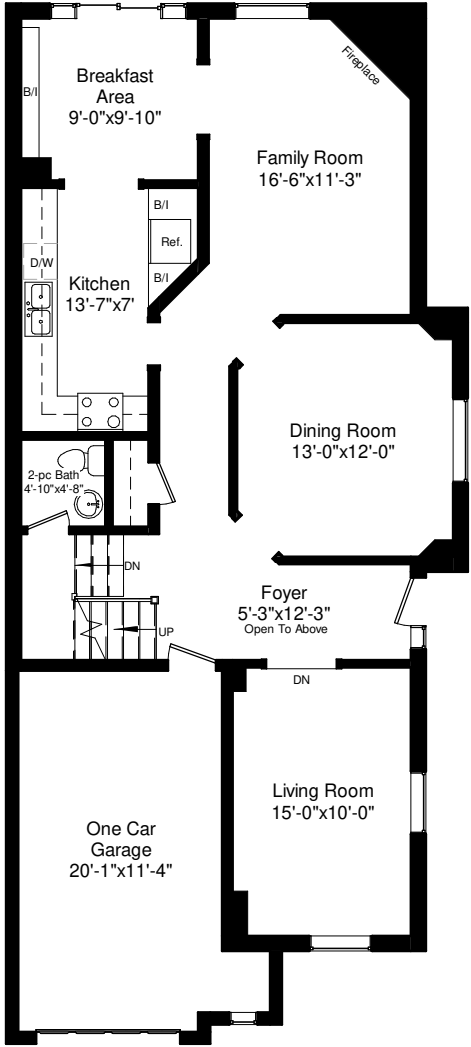 Breakfast
Area
9'-0"x9'-10"
B/I
Fireplace
Family Room
16'-6"x11'-3"
B/I
Ref.
B/I
D/W
Kitchen
13'-7"x7'
Dining Room
13'-0"x12'-0"
2-pc Bath
4'-10"x4'-8"
DN
UP
Foyer
5'-3"x12'-3"
Open To Above
DN
Living Room
15'-0"x10'-0"
One Car
Garage
20'-1"x11'-4"